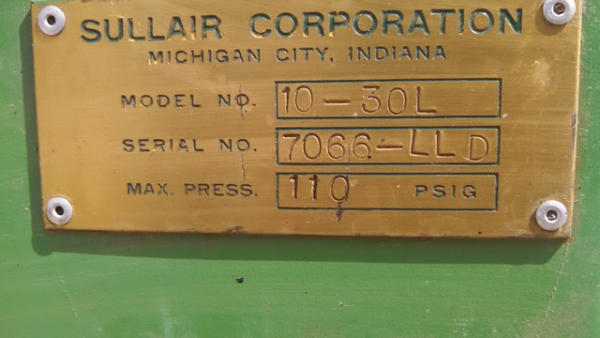 SULLAIR CORPORATION
MICHIGAN CITY, INDIANA
MODEL NO. 10-30L
SERIAL NO. 7066-LLD
MAX. PRESS. 110 PSIG